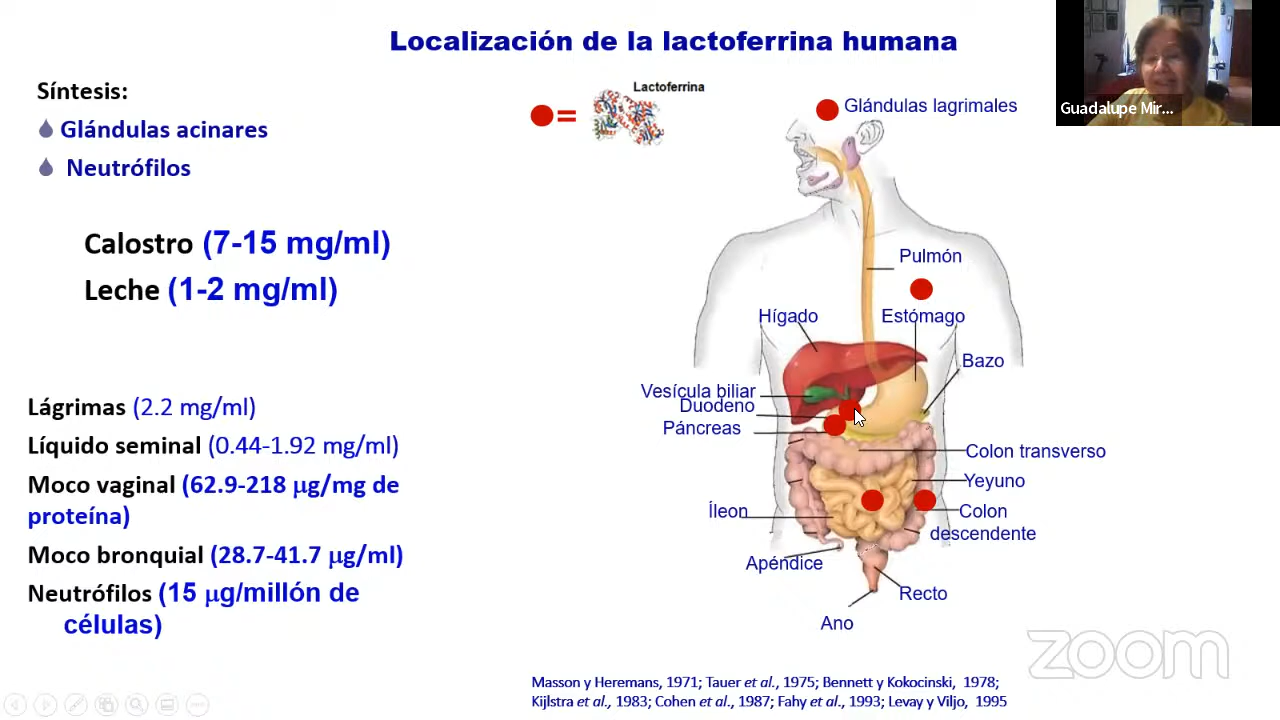 Localización de la lactoferrina humana
Síntesis:
Glándulas acinares
Neutrófilos
Calostro (7-15 mg/ml)
Leche (1-2 mg/ml)
Lágrimas (2.2 mg/ml)
Líquido seminal (0.44-1.92 mg/ml)
Moco vaginal (62.9-218 μg/mg de
proteína)
Moco bronquial (28.7-41.7 μg/ml)
Neutrófilos (15 μg/millón de
células)
=
Lactoferrina
Glándulas lagrimales
Pulmón
Hígado
Estómago
Bazo
Vesícula biliar
Duodeno
Páncreas
Colon transverso
Yeyuno
Íleon
Colon
descendente
Apéndice
Recto
Ano
Masson y Heremans, 1971; Tauer et al., 1975; Bennett y Kokocinski, 1978;
Kijlstra et al., 1983; Cohen et al., 1987; Fahy et al., 1993; Levay y Viljo, 1995
Guadalupe Mir...
zoom